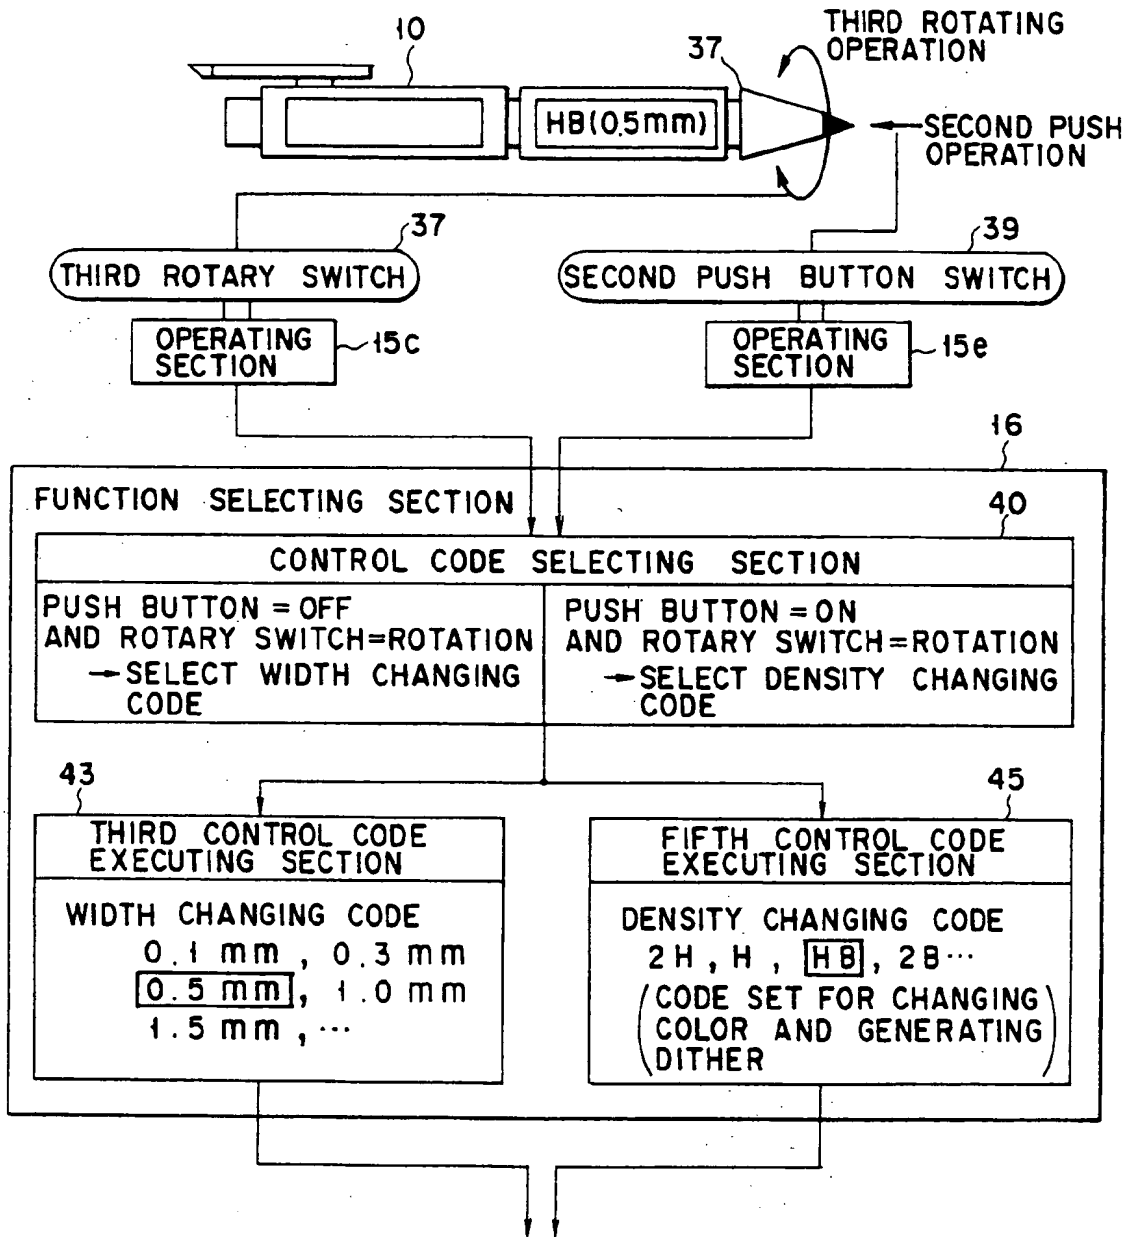 THIRD ROTATING
OPERATION
10
37
HB(0.5mm)
SECOND PUSH
OPERATION
37
39
THIRD ROTARY SWITCH
SECOND PUSH BUTTON SWITCH
OPERATING
SECTION
15c
OPERATING
SECTION
15e
16
FUNCTION SELECTING SECTION
40
CONTROL CODE SELECTING SECTION
PUSH BUTTON = OFF
AND ROTARY SWITCH=ROTATION
→ SELECT WIDTH CHANGING
CODE
PUSH BUTTON = ON
AND ROTARY SWITCH=ROTATION
→ SELECT DENSITY CHANGING
CODE
43
THIRD CONTROL CODE
EXECUTING SECTION
WIDTH CHANGING CODE
0.1 mm , 0.3 mm
0.5 mm , 1.0 mm
1.5 mm , ...
45
FIFTH CONTROL CODE
EXECUTING SECTION
DENSITY CHANGING CODE
2H , H , HB , 2B ...
(CODE SET FOR CHANGING
COLOR AND GENERATING
DITHER)